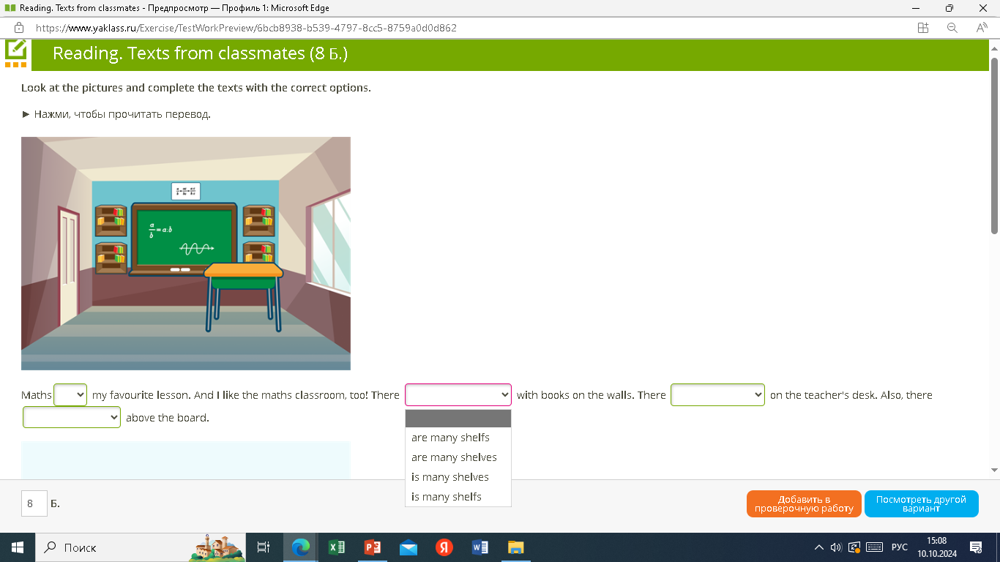 Reading. Texts from classmates - Предпросмотр — Профиль 1: Microsoft Edge
https://www.yaklass.ru/Exercise/TestWorkPreview/6bcb8938-b539-4797-8cc5-8759a0d0d862
Reading. Texts from classmates (8 Б.)
Look at the pictures and complete the texts with the correct options.
► Нажми, чтобы прочитать перевод.
a/b = a:b
Maths my favourite lesson. And I like the maths classroom, too! There with books on the walls. There on the teacher's desk. Also, there
above the board.
are many shelfs
are many shelves
is many shelves
is many shelfs
8 Б.
Добавить в
проверочную работу
Посмотреть другой
вариант
Поиск
РУС
15:08
10.10.2024